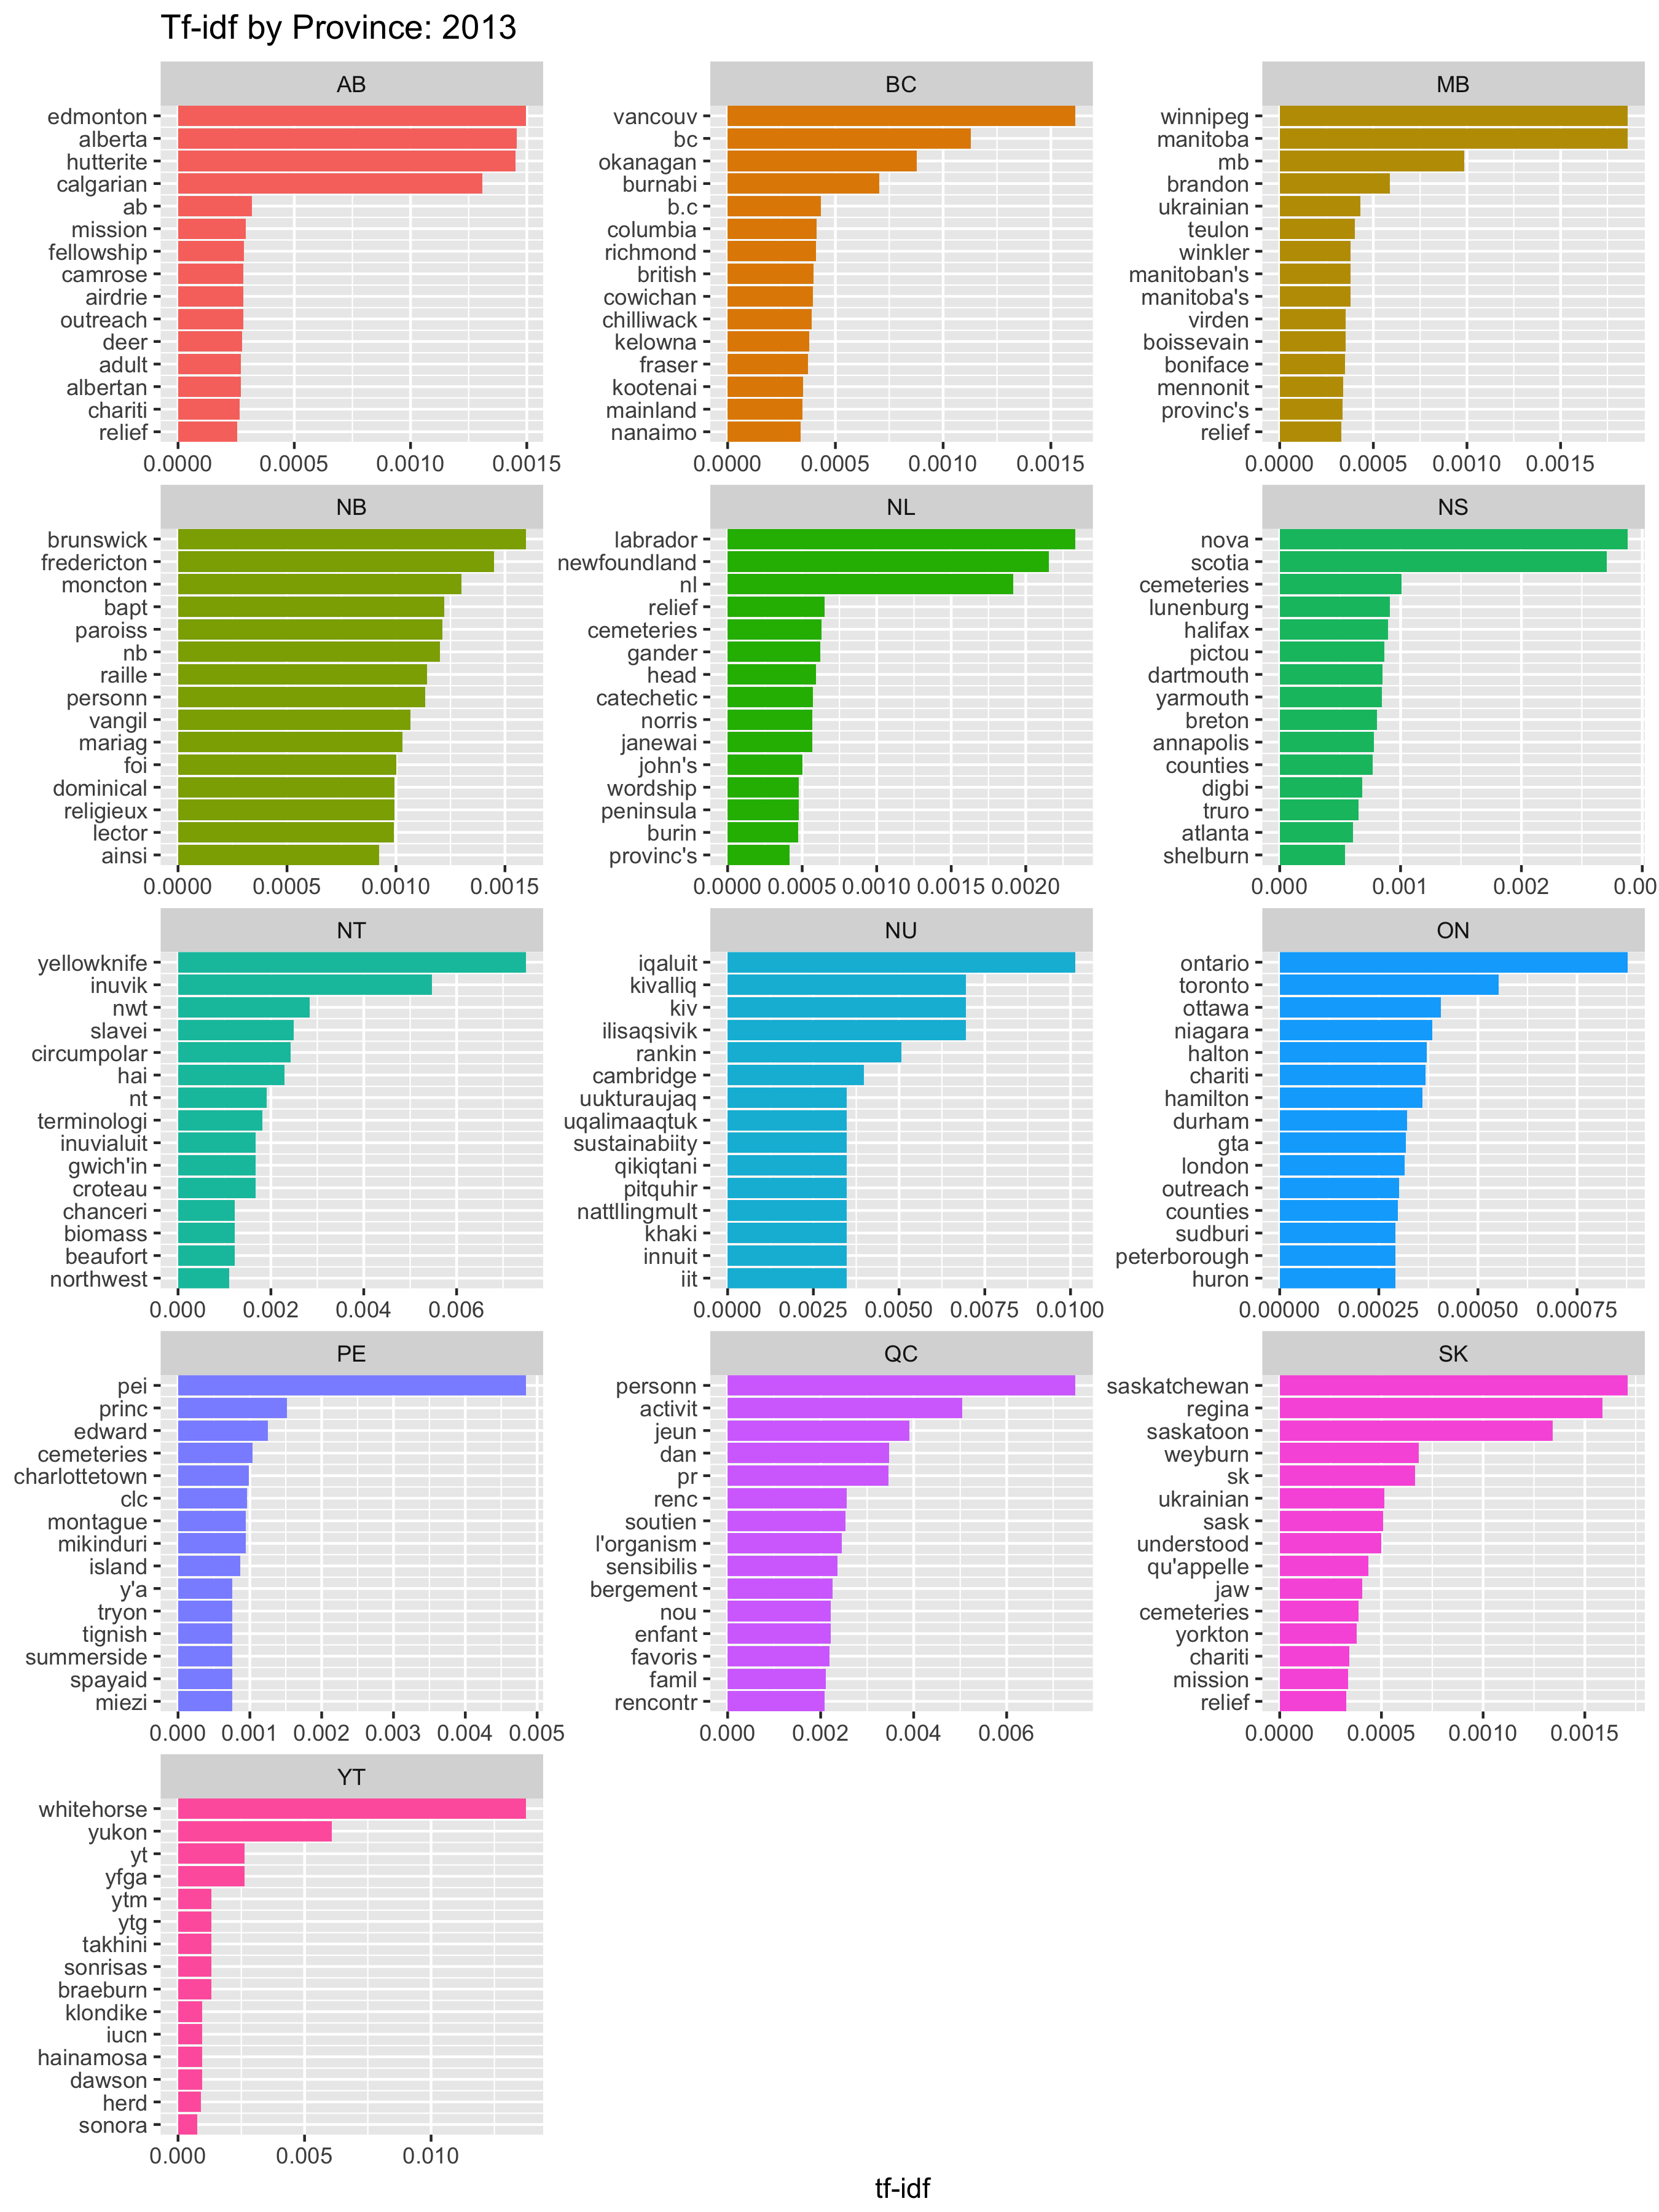 Tf-idf by Province: 2013
AB
edmonton
alberta
hutterite
calgarian
ab
mission
fellowship
camrose
airdrie
outreach
deer
adult
albertan
chariti
relief
0.0000 0.0005 0.0010 0.0015
BC
vancouv
bc
okanagan
burnabi
b.c
columbia
richmond
british
cowichan
chilliwack
kelowna
fraser
kootenai
mainland
nanaimo
0.0000 0.0005 0.0010 0.0015
MB
winnipeg
manitoba
mb
brandon
ukrainian
teulon
winkler
manitoban's
manitoba's
virden
boissevain
boniface
mennonit
provinc's
relief
0.0000 0.0005 0.0010 0.0015
NB
brunswick
fredericton
moncton
bapt
paroiss
nb
raille
personn
vangil
mariag
foi
dominical
religieux
lector
ainsi
0.0000 0.0005 0.0010 0.0015
NL
labrador
newfoundland
nl
relief
cemeteries
gander
head
catechetic
norris
janewai
john's
wordship
peninsula
burin
provinc's
0.0000 0.0005 0.0010 0.0015 0.0020
NS
nova
scotia
cemeteries
lunenburg
halifax
pictou
dartmouth
yarmouth
breton
annapolis
counties
digbi
truro
atlanta
shelburn
0.000 0.001 0.002 0.00
NT
yellowknife
inuvik
nwt
slavei
circumpolar
hai
nt
terminologi
inuvialuit
gwich'in
croteau
chanceri
biomass
beaufort
northwest
0.000 0.002 0.004 0.006
NU
iqaluit
kivalliq
kiv
ilisaqsivik
rankin
cambridge
uukturaujaq
uqalimaaqtuk
sustainabiity
qikiqtani
pitquhir
nattllingmult
khaki
innuit
iit
0.0000 0.0025 0.0050 0.0075 0.0100
ON
ontario
toronto
ottawa
niagara
halton
chariti
hamilton
durham
gta
london
outreach
counties
sudburi
peterborough
huron
0.00000 0.00025 0.00050 0.00075
PE
pei
princ
edward
cemeteries
charlottetown
clc
montague
mikinduri
island
y'a
tryon
tignish
summerside
spayaid
miezi
0.000 0.001 0.002 0.003 0.004 0.005
QC
personn
activit
jeun
dan
pr
renc
soutien
l'organism
sensibilis
bergement
nou
enfant
favoris
famil
rencontr
0.000 0.002 0.004 0.006
SK
saskatchewan
regina
saskatoon
weyburn
sk
ukrainian
sask
understood
qu'appelle
jaw
cemeteries
yorkton
chariti
mission
relief
0.0000 0.0005 0.0010 0.0015
YT
whitehorse
yukon
yt
yfga
ytm
ytg
takhini
sonrisas
braeburn
klondike
iucn
hainamosa
dawson
herd
sonora
0.000 0.005 0.010
tf-idf